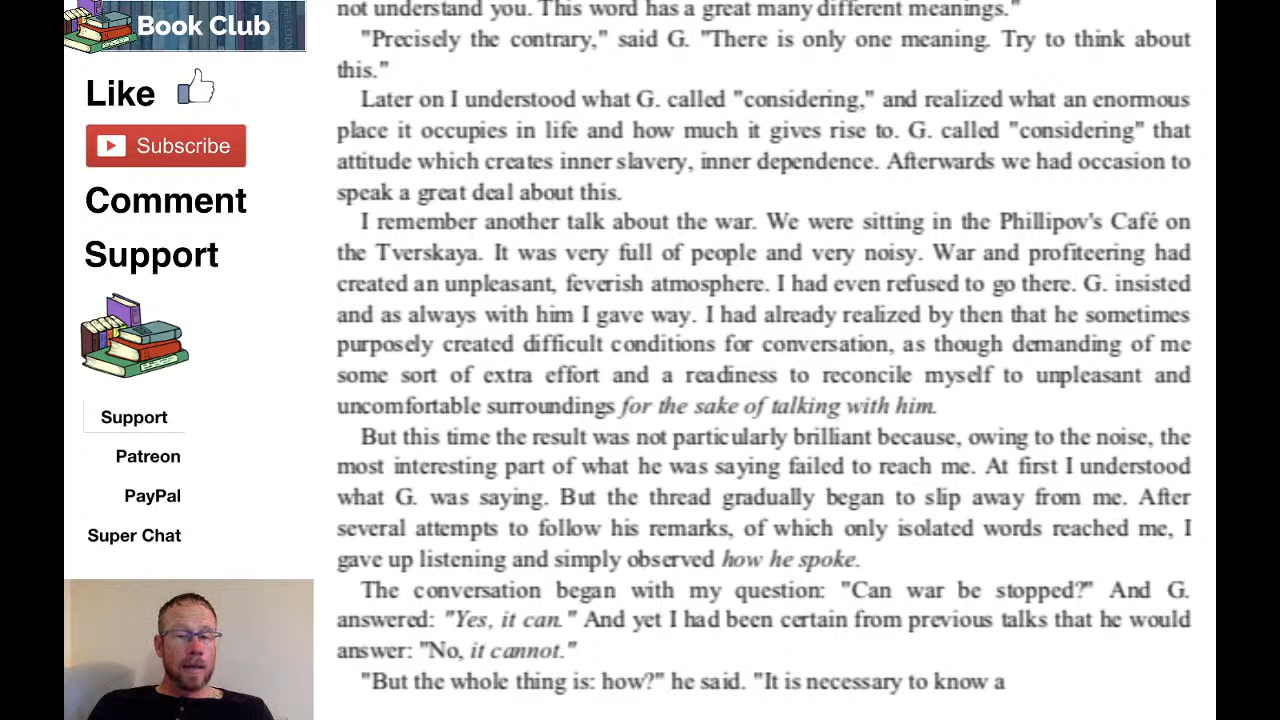 Book Club
Like
Subscribe
Comment
Support
Support
Patreon
PayPal
Super Chat
not understand you. This word has a great many different meanings."
"Precisely the contrary," said G. "There is only one meaning. Try to think about
this."
Later on I understood what G. called "considering," and realized what an enormous
place it occupies in life and how much it gives rise to. G. called "considering" that
attitude which creates inner slavery, inner dependence. Afterwards we had occasion to
speak a great deal about this.
I remember another talk about the war. We were sitting in the Phillipov's Café on
the Tverskaya. It was very full of people and very noisy. War and profiteering had
created an unpleasant, feverish atmosphere. I had even refused to go there. G. insisted
and as always with him I gave way. I had already realized by then that he sometimes
purposely created difficult conditions for conversation, as though demanding of me
some sort of extra effort and a readiness to reconcile myself to unpleasant and
uncomfortable surroundings for the sake of talking with him.
But this time the result was not particularly brilliant because, owing to the noise, the
most interesting part of what he was saying failed to reach me. At first I understood
what G. was saying. But the thread gradually began to slip away from me. After
several attempts to follow his remarks, of which only isolated words reached me, I
gave up listening and simply observed how he spoke.
The conversation began with my question: "Can war be stopped?" And G.
answered: "Yes, it can." And yet I had been certain from previous talks that he would
answer: "No, it cannot."
"But the whole thing is: how?" he said. "It is necessary to know a